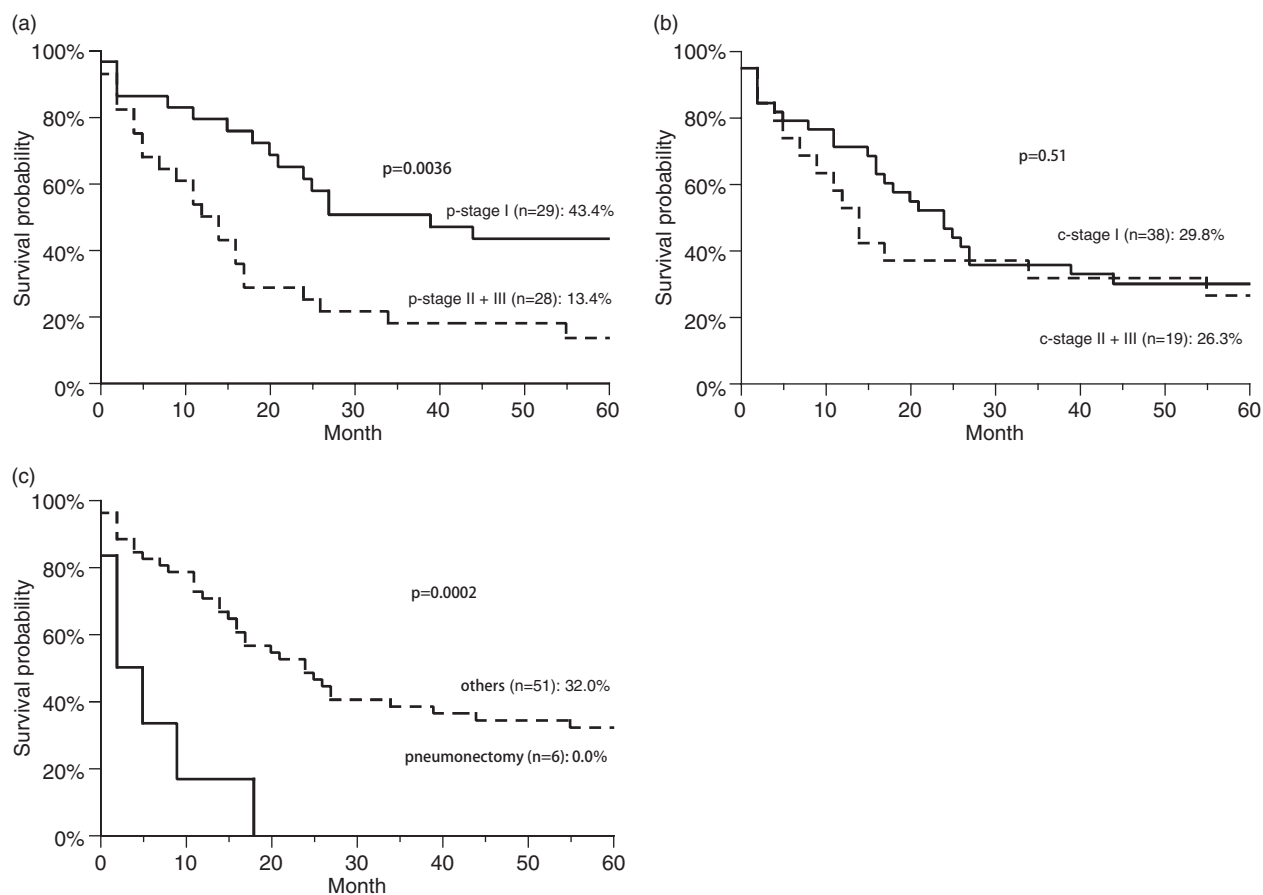 (a)
100%
80%
60%
40%
20%
0%
Survival probability
p=0.0036
p-stage I (n=29): 43.4%
p-stage II + III (n=28): 13.4%
0 10 20 30 40 50 60
Month
(b)
100%
80%
60%
40%
20%
0%
Survival probability
p=0.51
c-stage I (n=38): 29.8%
c-stage II + III (n=19): 26.3%
0 10 20 30 40 50 60
Month
(c)
100%
80%
60%
40%
20%
0%
Survival probability
p=0.0002
others (n=51): 32.0%
pneumonectomy (n=6): 0.0%
0 10 20 30 40 50 60
Month